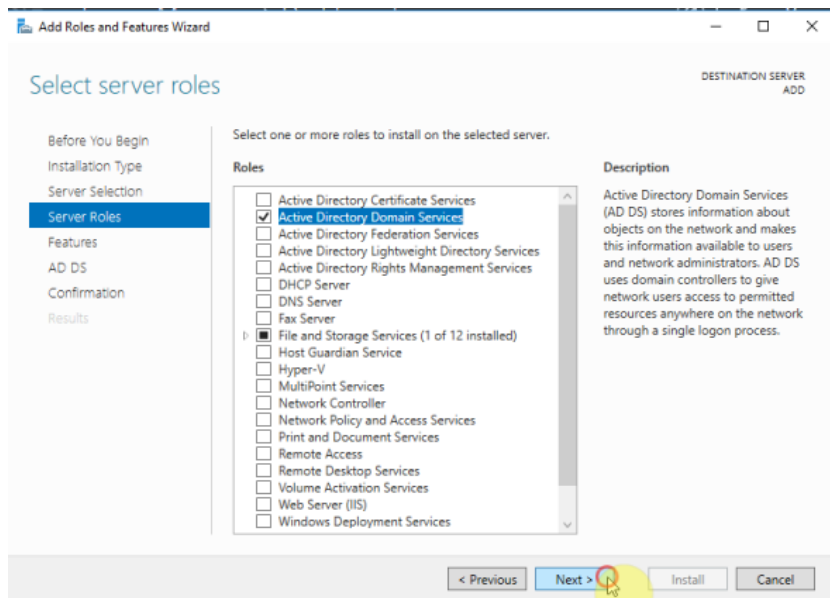 Add Roles and Features Wizard
Select server roles
DESTINATION SERVER
ADD
Before You Begin
Installation Type
Server Selection
Server Roles
Features
AD DS
Confirmation
Results
Select one or more roles to install on the selected server.
Roles
Active Directory Certificate Services
Active Directory Domain Services
Active Directory Federation Services
Active Directory Lightweight Directory Services
Active Directory Rights Management Services
DHCP Server
DNS Server
Fax Server
File and Storage Services (1 of 12 installed)
Host Guardian Service
Hyper-V
MultiPoint Services
Network Controller
Network Policy and Access Services
Print and Document Services
Remote Access
Remote Desktop Services
Volume Activation Services
Web Server (IIS)
Windows Deployment Services
Description
Active Directory Domain Services
(AD DS) stores information about
objects on the network and makes
this information available to users
and network administrators. AD DS
uses domain controllers to give
network users access to permitted
resources anywhere on the network
through a single logon process.
< Previous
Next >
Install
Cancel